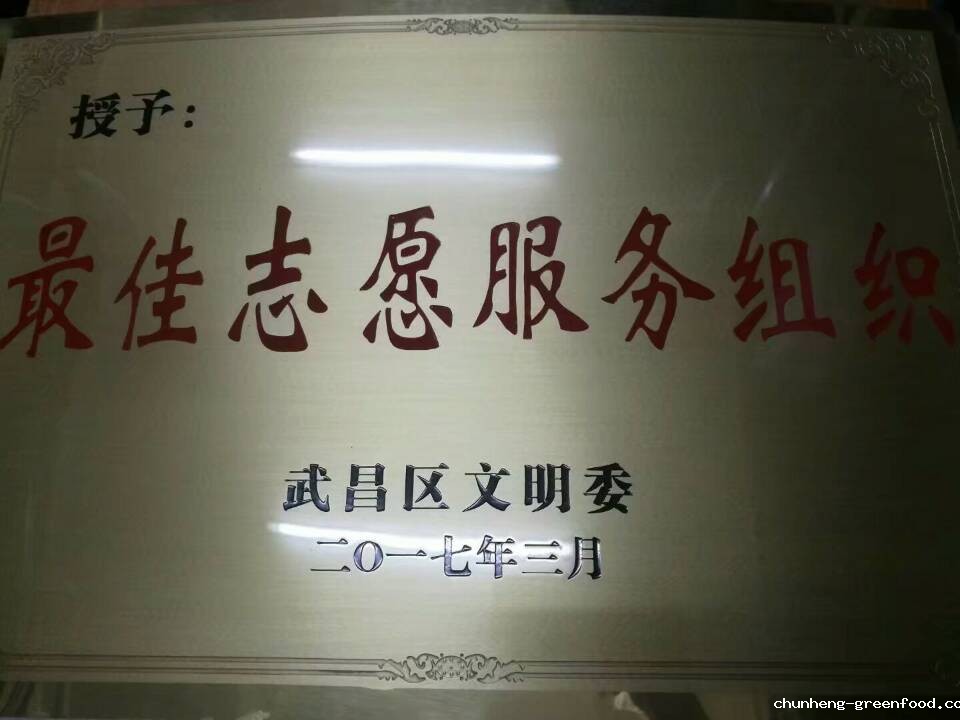 授予：
最佳志愿服务组织
武昌区文明委
二〇一七年三月
chunheng-greenfood.co